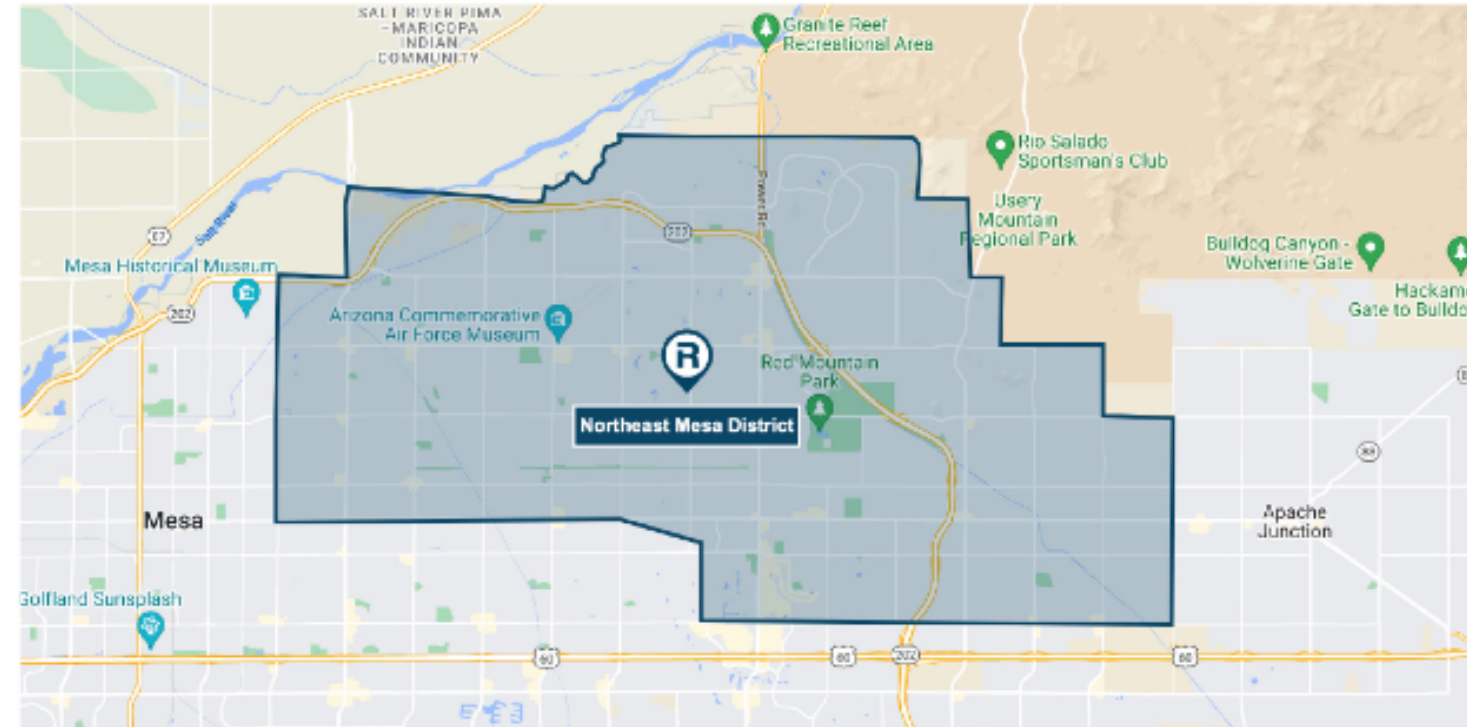 SALT RIVER PIMA
-MARICOPA
INDIAN
COMMUNITY
Granite Reef
Recreational Area
Rio Salado
Sportsman's Club
Power Rd
Usery
Mountain
Regional Park
Salt River
87
202
Bulldog Canyon -
Wolverine Gate
Mesa Historical Museum
202
Hackam
Gate to Bulldo
Arizona Commemorative
Air Force Museum
R
Red Mountain
Park
Northeast Mesa District
88
Mesa
Apache
Junction
Golfland Sunsplash
60
60
202
60